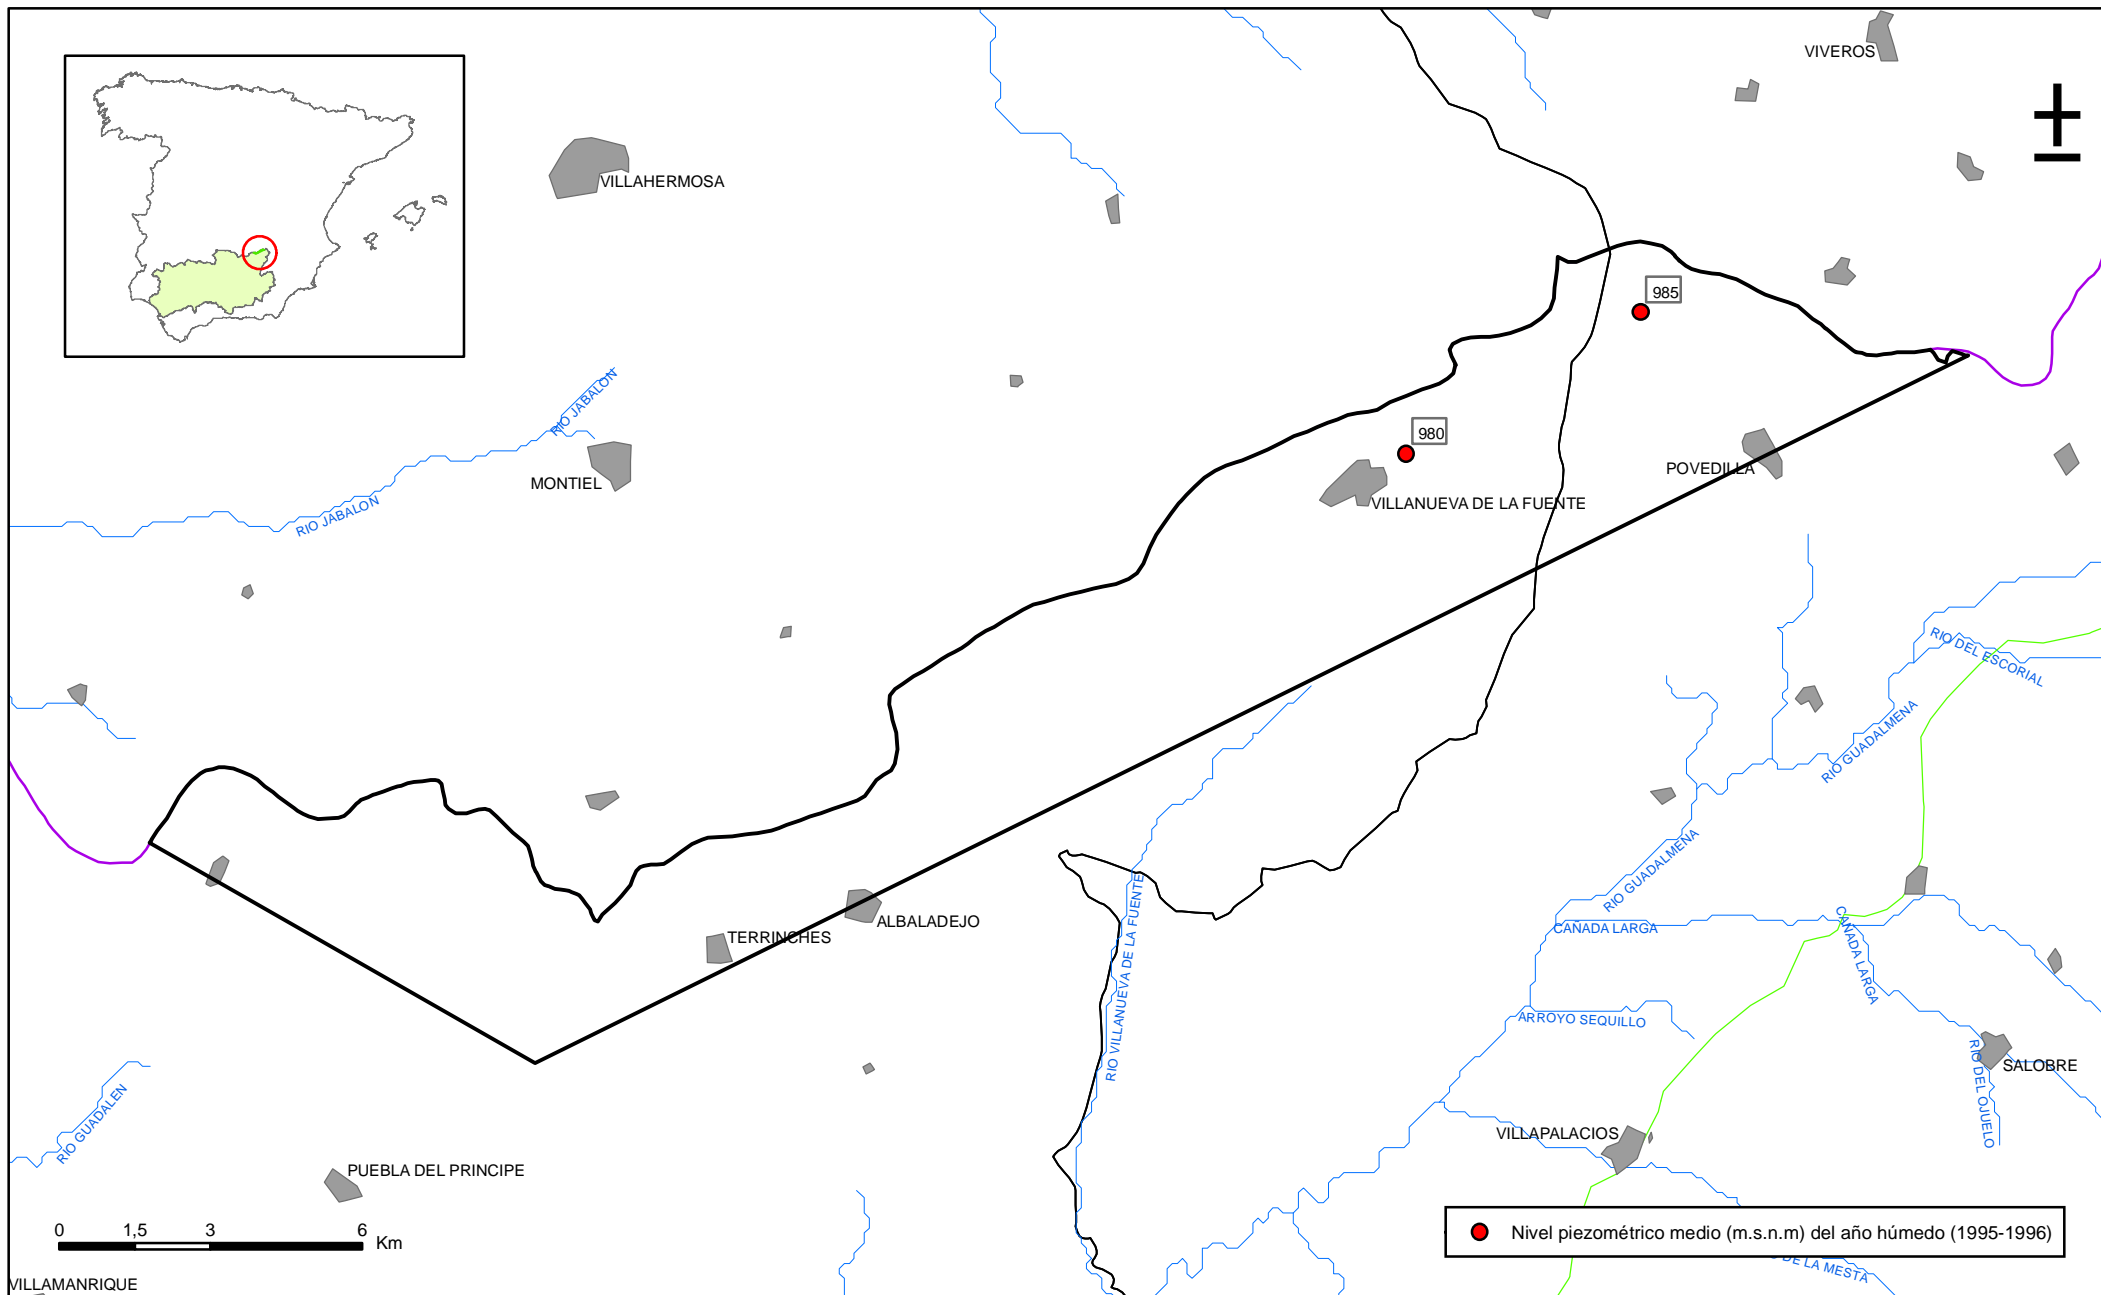 VIVEROS
VILLAHERMOSA
985
RIO JABALON
980
POVEDILLA
MONTIEL
VILLANUEVA DE LA FUENTE
RIO JABALON
RIO DEL ESCORIAL
RIO GUADALMENA
RIO GUADALMENA
ALBALADEJO
TERRINCHES
RIO VILLANUEVA DE LA FUENTE
CAÑADA LARGA
CAÑADA LARGA
ARROYO SEQUILLO
RIO DEL OJUELO
SALOBRE
RIO GUADALEN
VILLAPALACIOS
PUEBLA DEL PRINCIPE
0 1,5 3 6
Km
Nivel piezométrico medio (m.s.n.m) del año húmedo (1995-1996)
DE LA MESTA
VILLAMANRIQUE